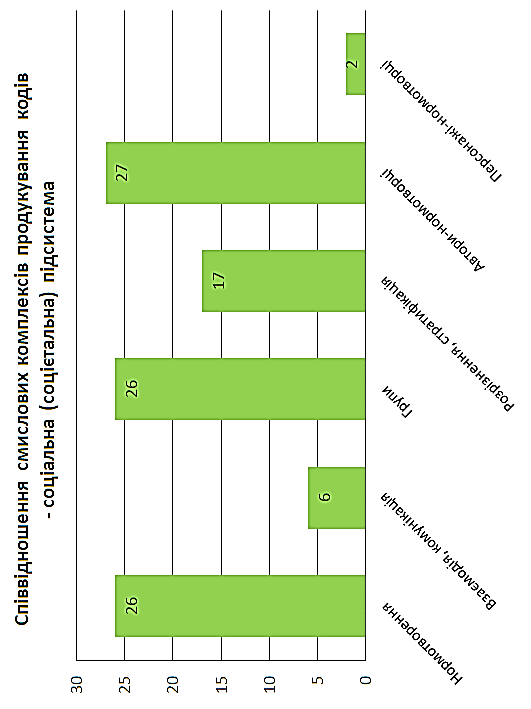 Співвідношення смислових комплексів продукування кодів
- соціальна (соцієтальна) підсистема
30
25
20
15
10
5
0
26
6
26
17
27
2
Нормотворення
Взаємодія, комунікація
Групи
Розрізнення, стратифікація
Автори-нормотворці
Персонажі-нормотворці